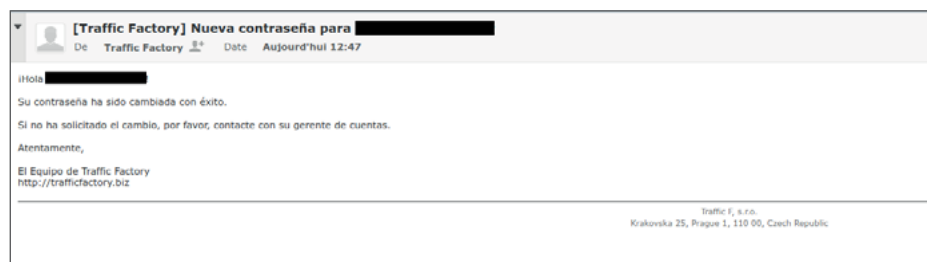 [Traffic Factory] Nueva contraseña para
De Traffic Factory Date Aujourd'hui 12:47
¡Hola !
Su contraseña ha sido cambiada con éxito.
Si no ha solicitado el cambio, por favor, contacte con su gerente de cuentas.
Atentamente,
El Equipo de Traffic Factory
http://trafficfactory.biz
Traffic F, s.r.o.
Krakovska 25, Prague 1, 110 00, Czech Republic